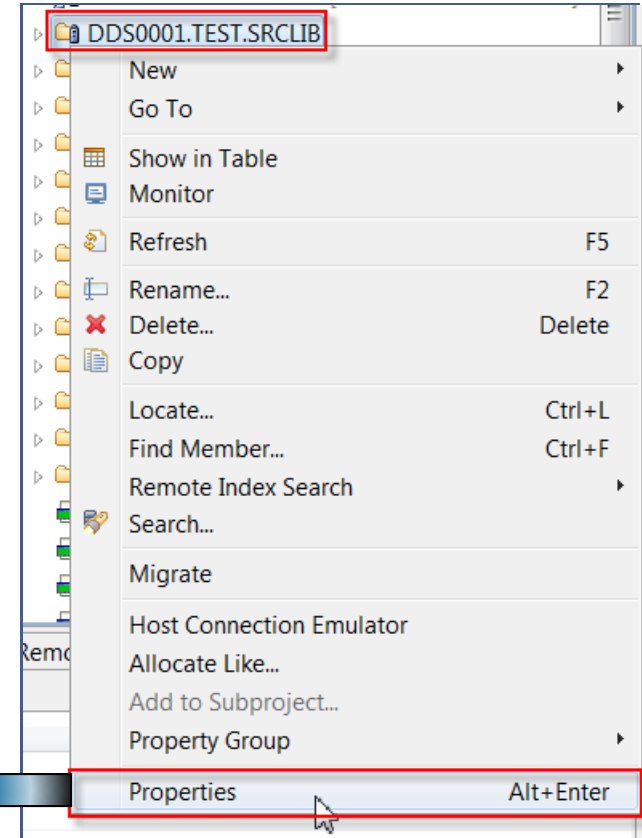 DDS0001.TEST.SRCLIB
New
Go To
Show in Table
Monitor
Refresh F5
Rename... F2
Delete... Delete
Copy
Locate... Ctrl+L
Find Member... Ctrl+F
Remote Index Search
Search...
Migrate
Host Connection Emulator
Remo
Allocate Like...
Add to Subproject...
Property Group
Properties Alt+Enter